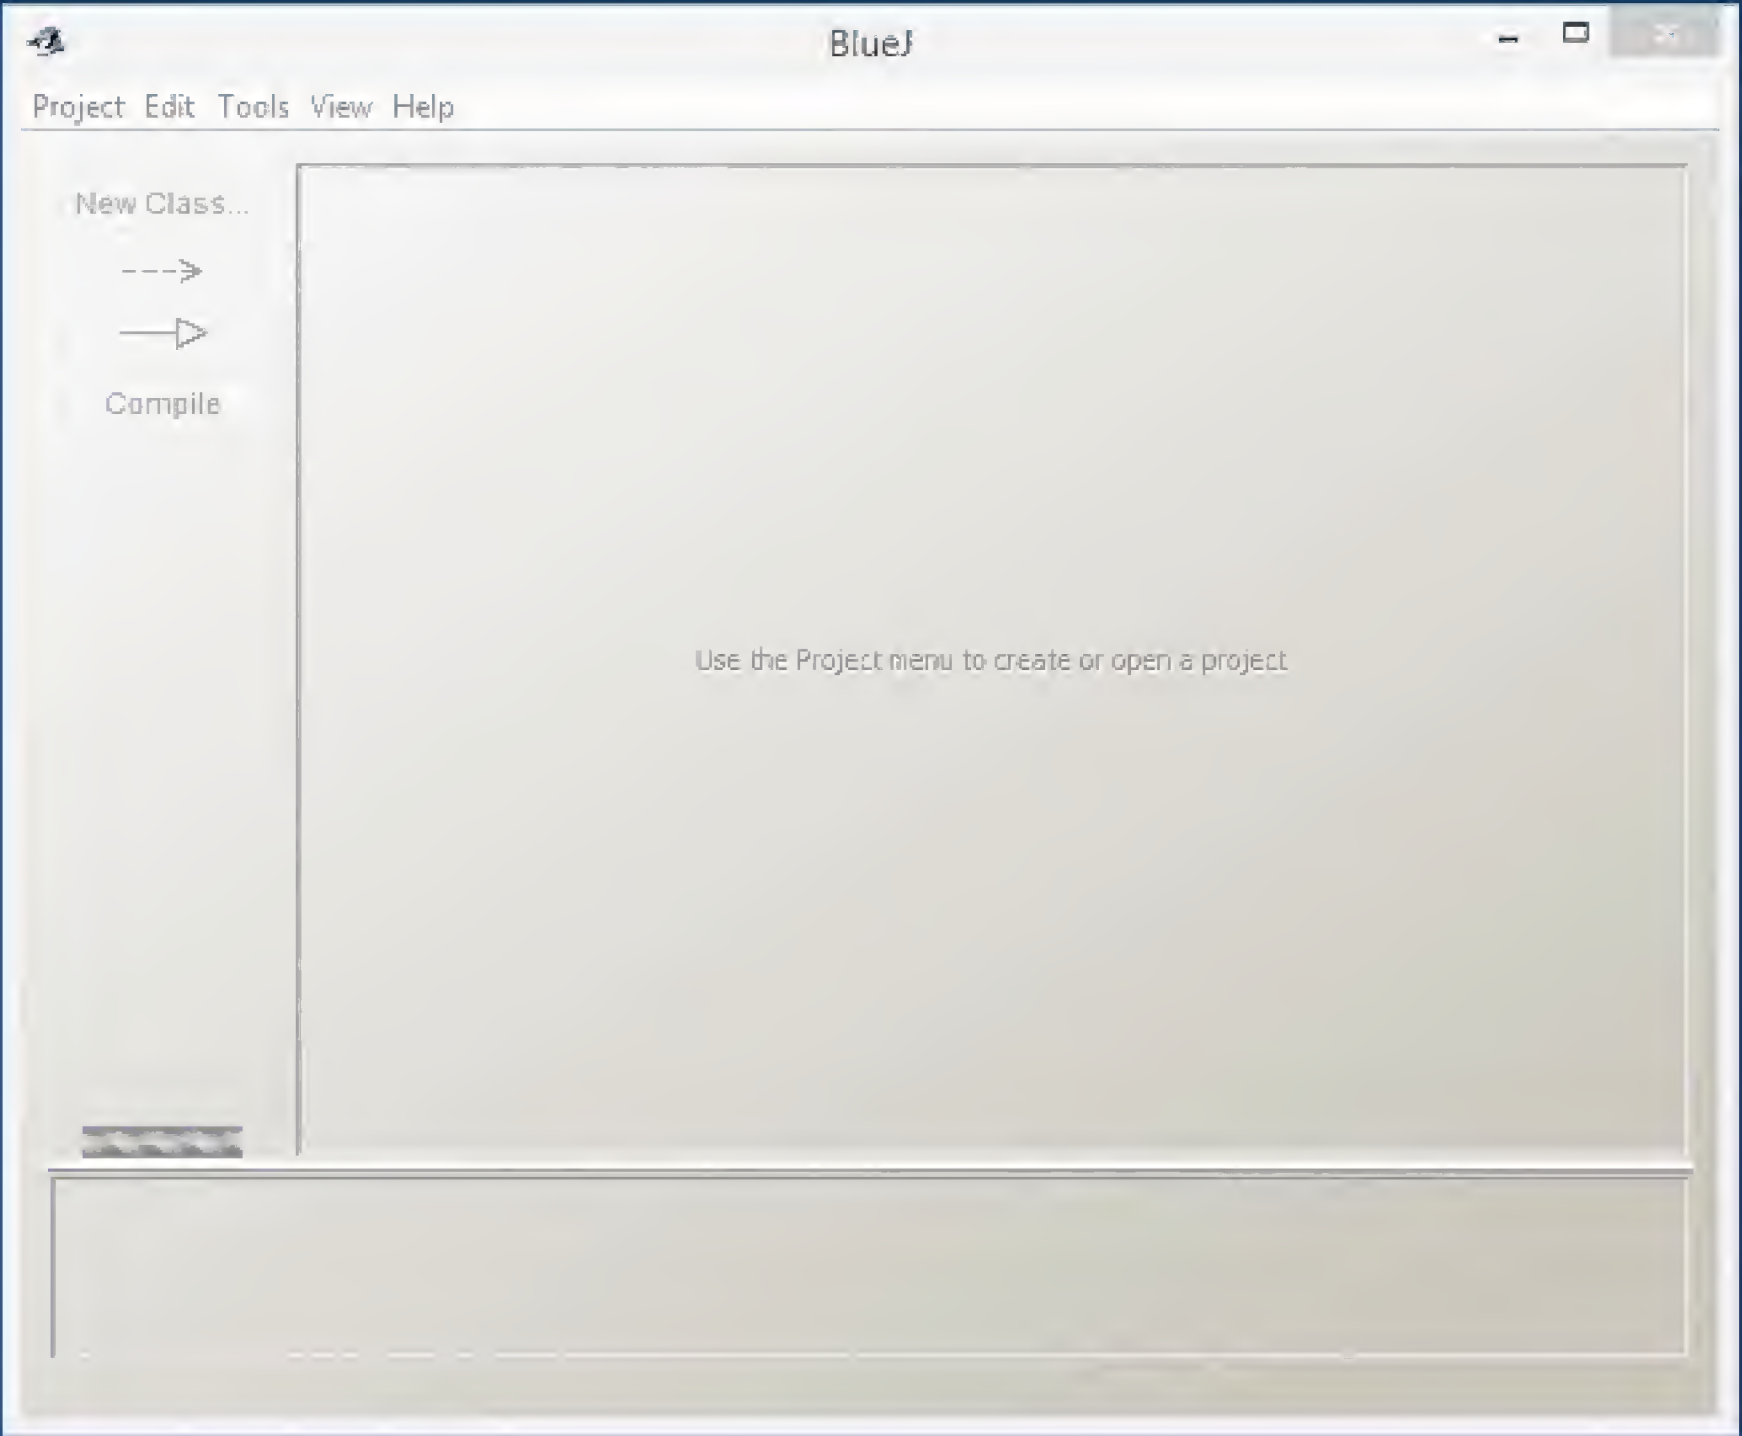 BlueJ
Project Edit Tools View Help
New Class...
Compile
Use the Project menu to create or open a project